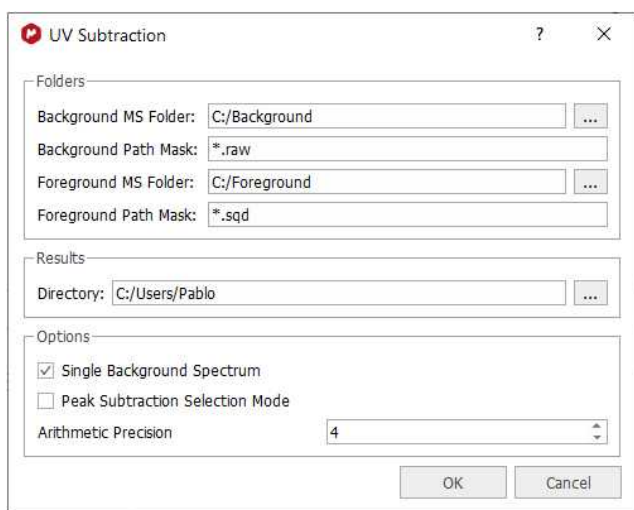 UV Subtraction ?
Folders
Background MS Folder: C:/Background ...
Background Path Mask: *.raw
Foreground MS Folder: C:/Foreground ...
Foreground Path Mask: *.sqd
Results
Directory: C:/Users/Pablo ...
Options
Single Background Spectrum
Peak Subtraction Selection Mode
Arithmetic Precision 4
OK Cancel